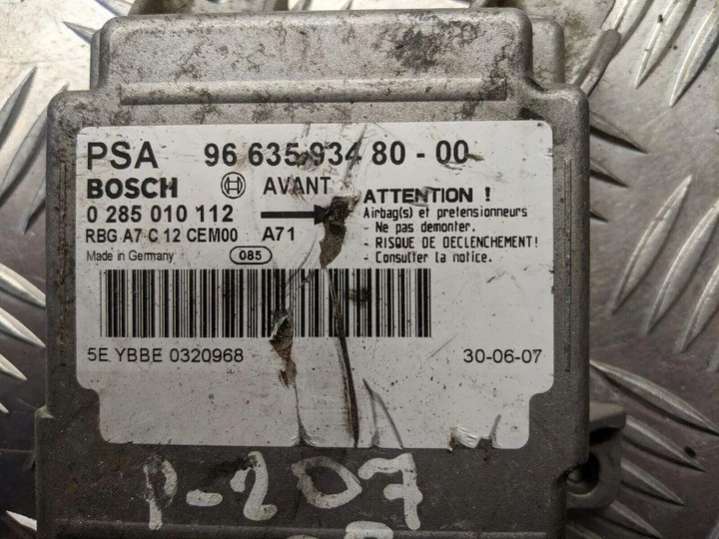 PSA 96 635 934 80 - 00
BOSCH AVANT
0 285 010 112
RBG A7 C 12 CEM00 A71
Made in Germany 085
ATTENTION !
Airbag(s) et pretensionneurs
- Ne pas demonter.
- RISQUE DE DECLENCHEMENT!
- Consulter la notice.
5E YBBE 0320968 30-06-07
P-207